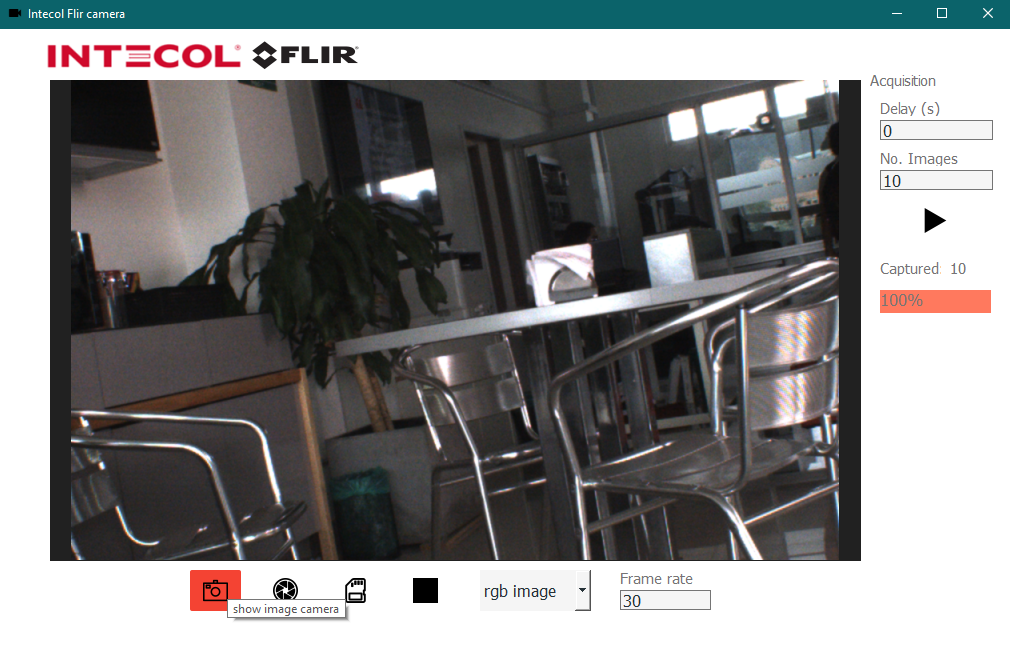 Intecol Flir camera
INTECOL® FLIR®
Acquisition
Delay (s)
0
No. Images
10
Captured: 10
100%
show image camera
rgb image
Frame rate
30